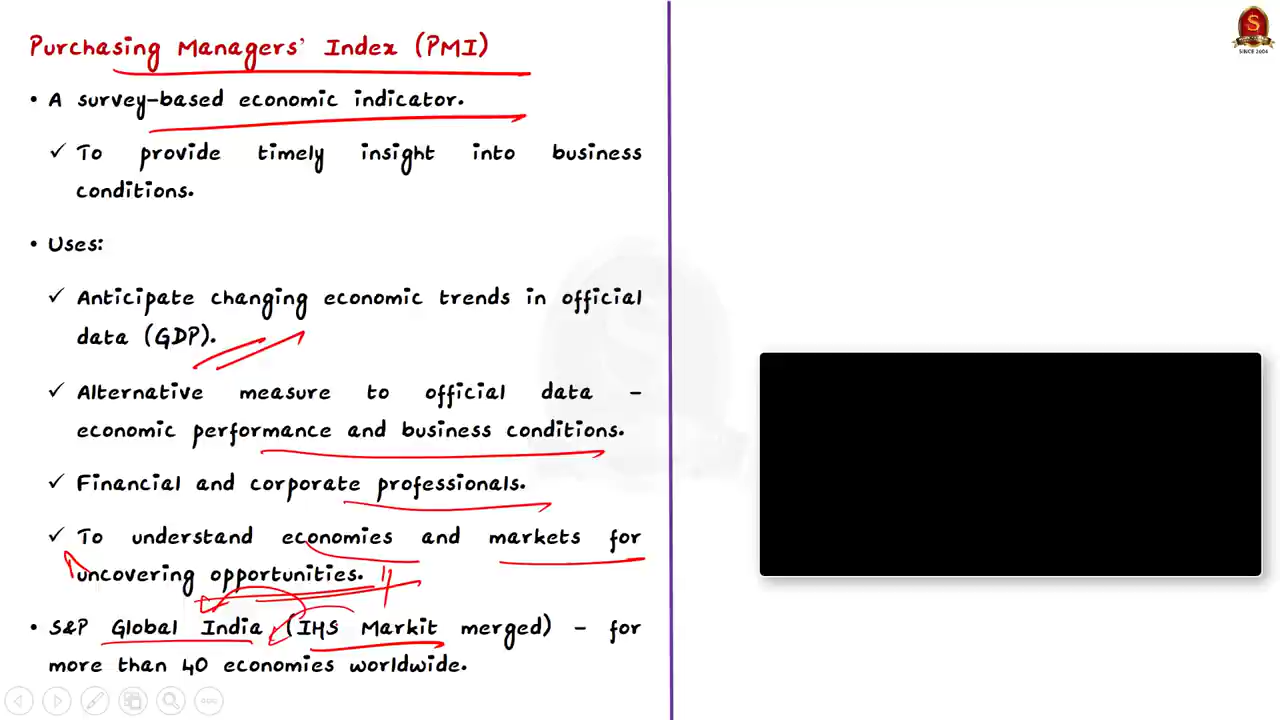 Purchasing Managers' Index (PMI)
• A survey-based economic indicator.
✓ To provide timely insight into business
conditions.
• Uses:
✓ Anticipate changing economic trends in official
data (GDP).
✓ Alternative measure to official data -
economic performance and business conditions.
✓ Financial and corporate professionals.
✓ To understand economies and markets for
uncovering opportunities.
• S&P Global India (IHS Markit merged) - for
more than 40 economies worldwide.
S
SINCE 2004